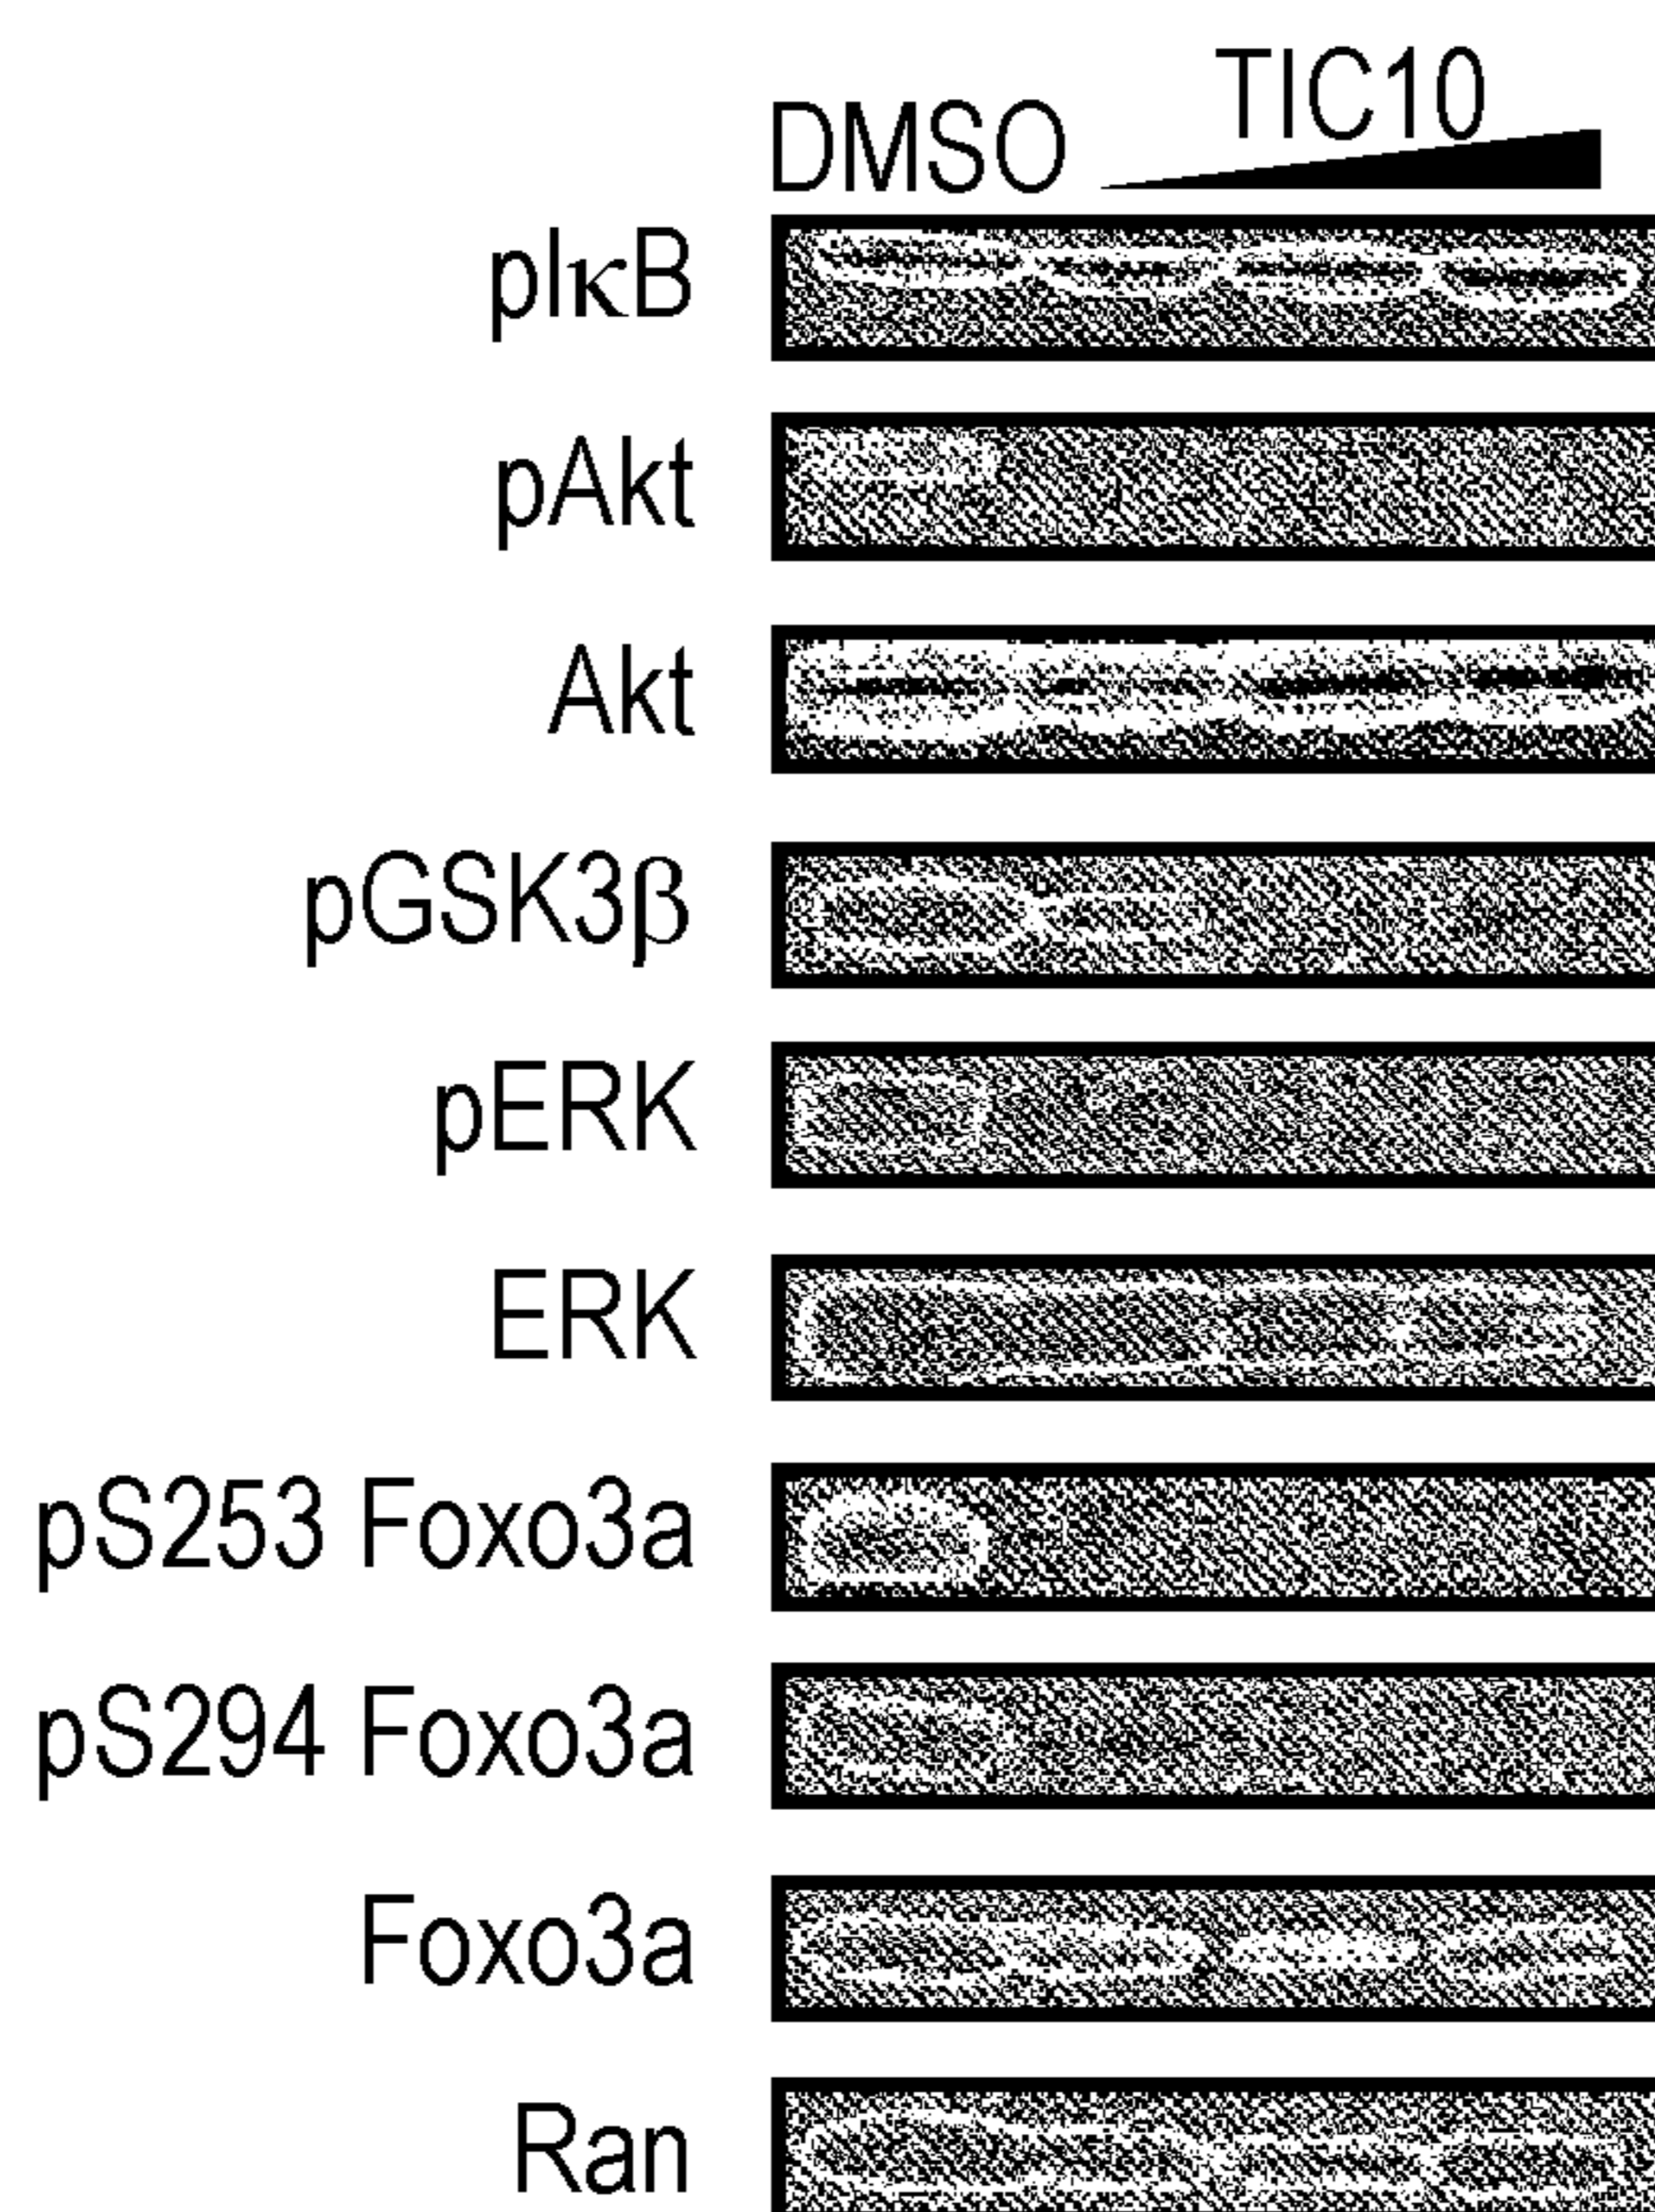 TIC10
DMSO
pIκB
pAkt
Akt
pGSK3β
pERK
ERK
pS253 Foxo3a
pS294 Foxo3a
Foxo3a
Ran